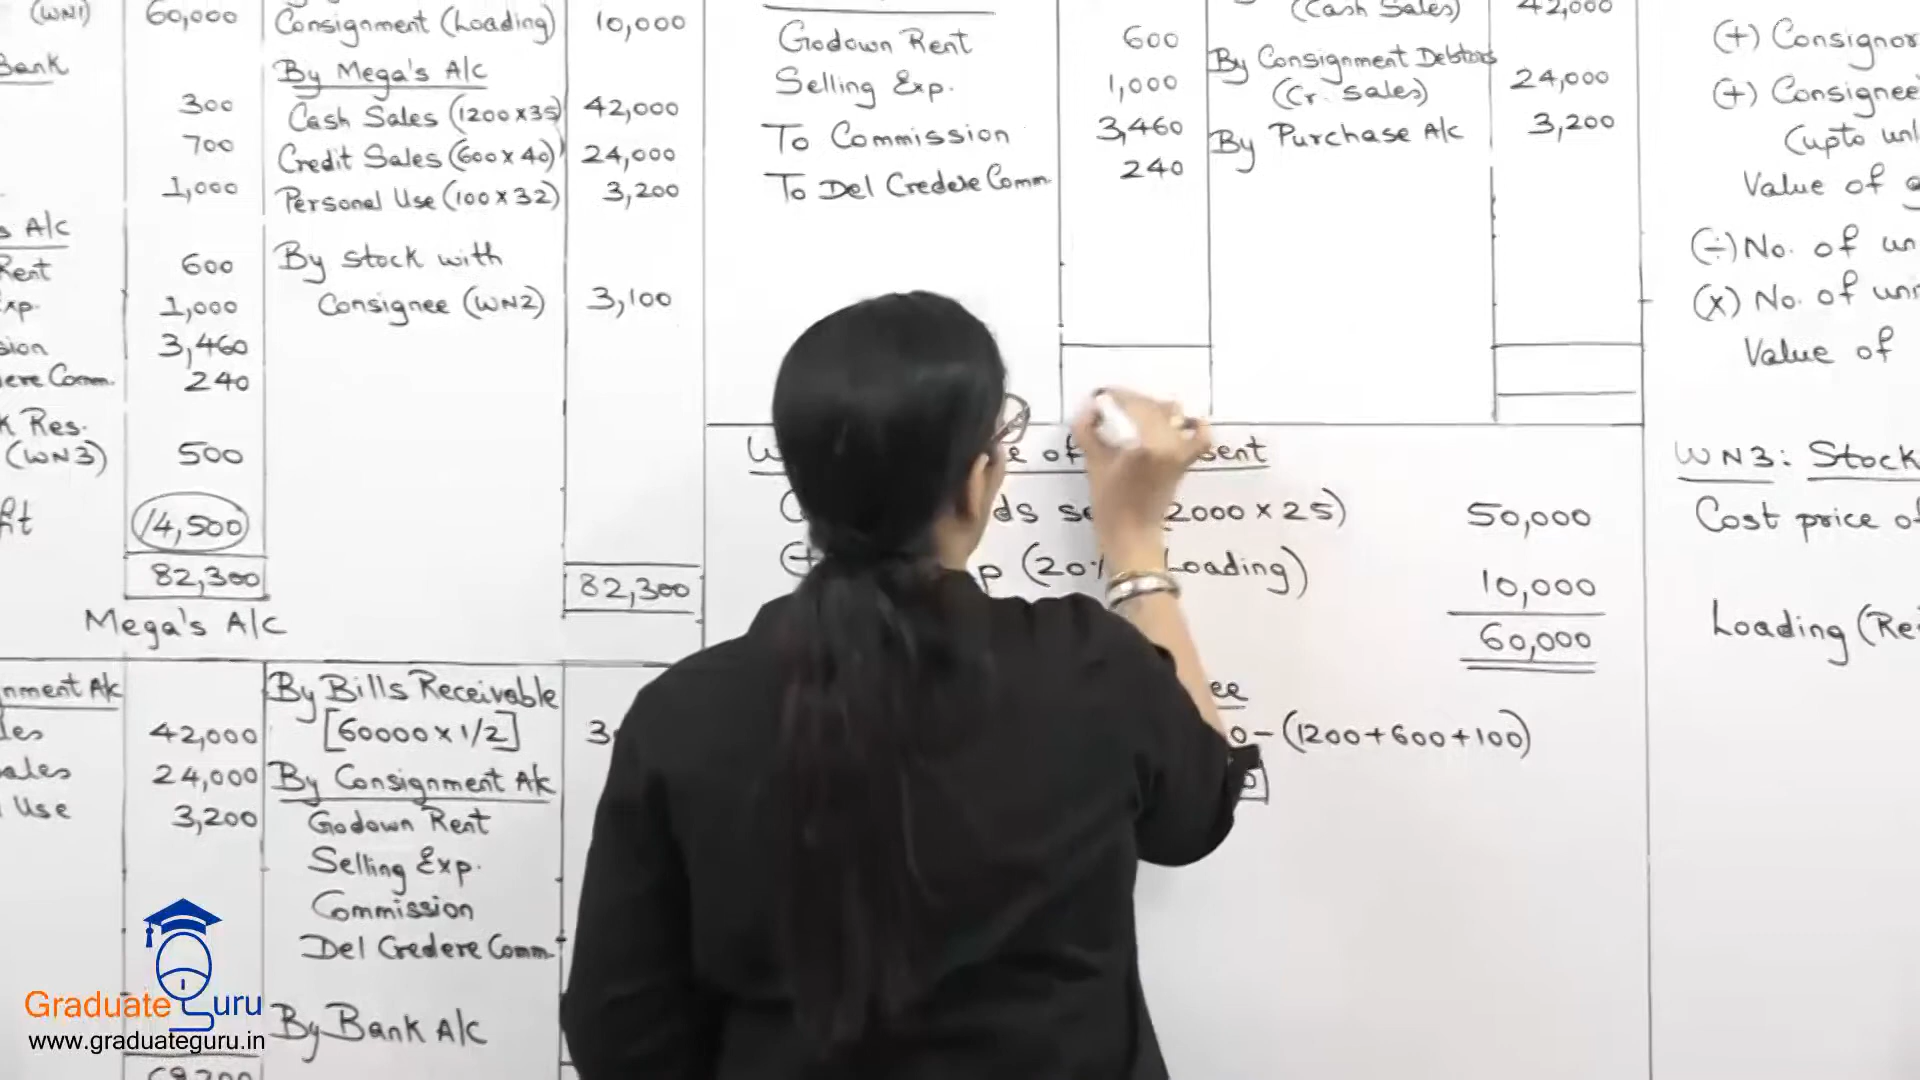 (WN1) 60,000 Consignment (Loading) 10,000
Bank By Mega's A/c
300 Cash Sales (1200×35) 42,000
700 Credit Sales (600×40) 24,000
1,000 Personal Use (100×32) 3,200
A/c
Rent 600 By Stock with
Exp. 1,000 Consignee (WN2) 3,100
3,460
Comm. 240
Res.
(WN3) 500
14,500
82,300 82,300
Mega's A/c
A/c By Bills Receivable
42,000 [60000×1/2]
24,000 By Consignment A/c
Use 3,200 Godown Rent
Selling Exp.
Commission
Del Credere Comm.
By Bank A/c
(Cash Sales) 42,000
Godown Rent 600 By Consignment Debtors
Selling Exp. 1,000 (Cr. Sales) 24,000
To Commission 3,460 By Purchase A/c 3,200
To Del Credere Comm. 240
of
(2000×25) 50,000
(20% Loading) 10,000
60,000
-(1200+600+100)
(+) Consignor
(+) Consignee
(upto
Value of
(÷) No. of
(×) No. of
Value of
WN3: Stock
Cost price of
Loading
Graduate Guru
www.graduateguru.in